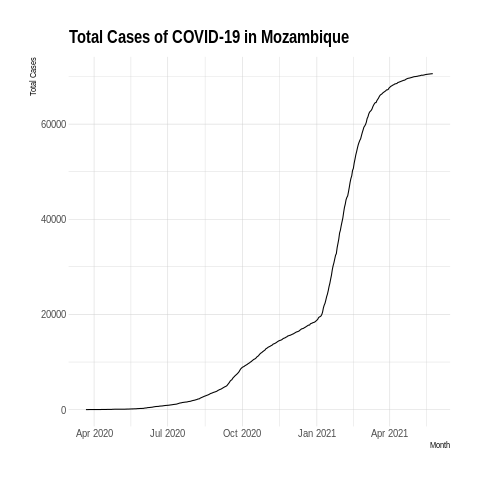 Total Cases of COVID-19 in Mozambique
Total Cases
60000
40000
20000
0
Apr 2020 Jul 2020 Oct 2020 Jan 2021 Apr 2021
Month